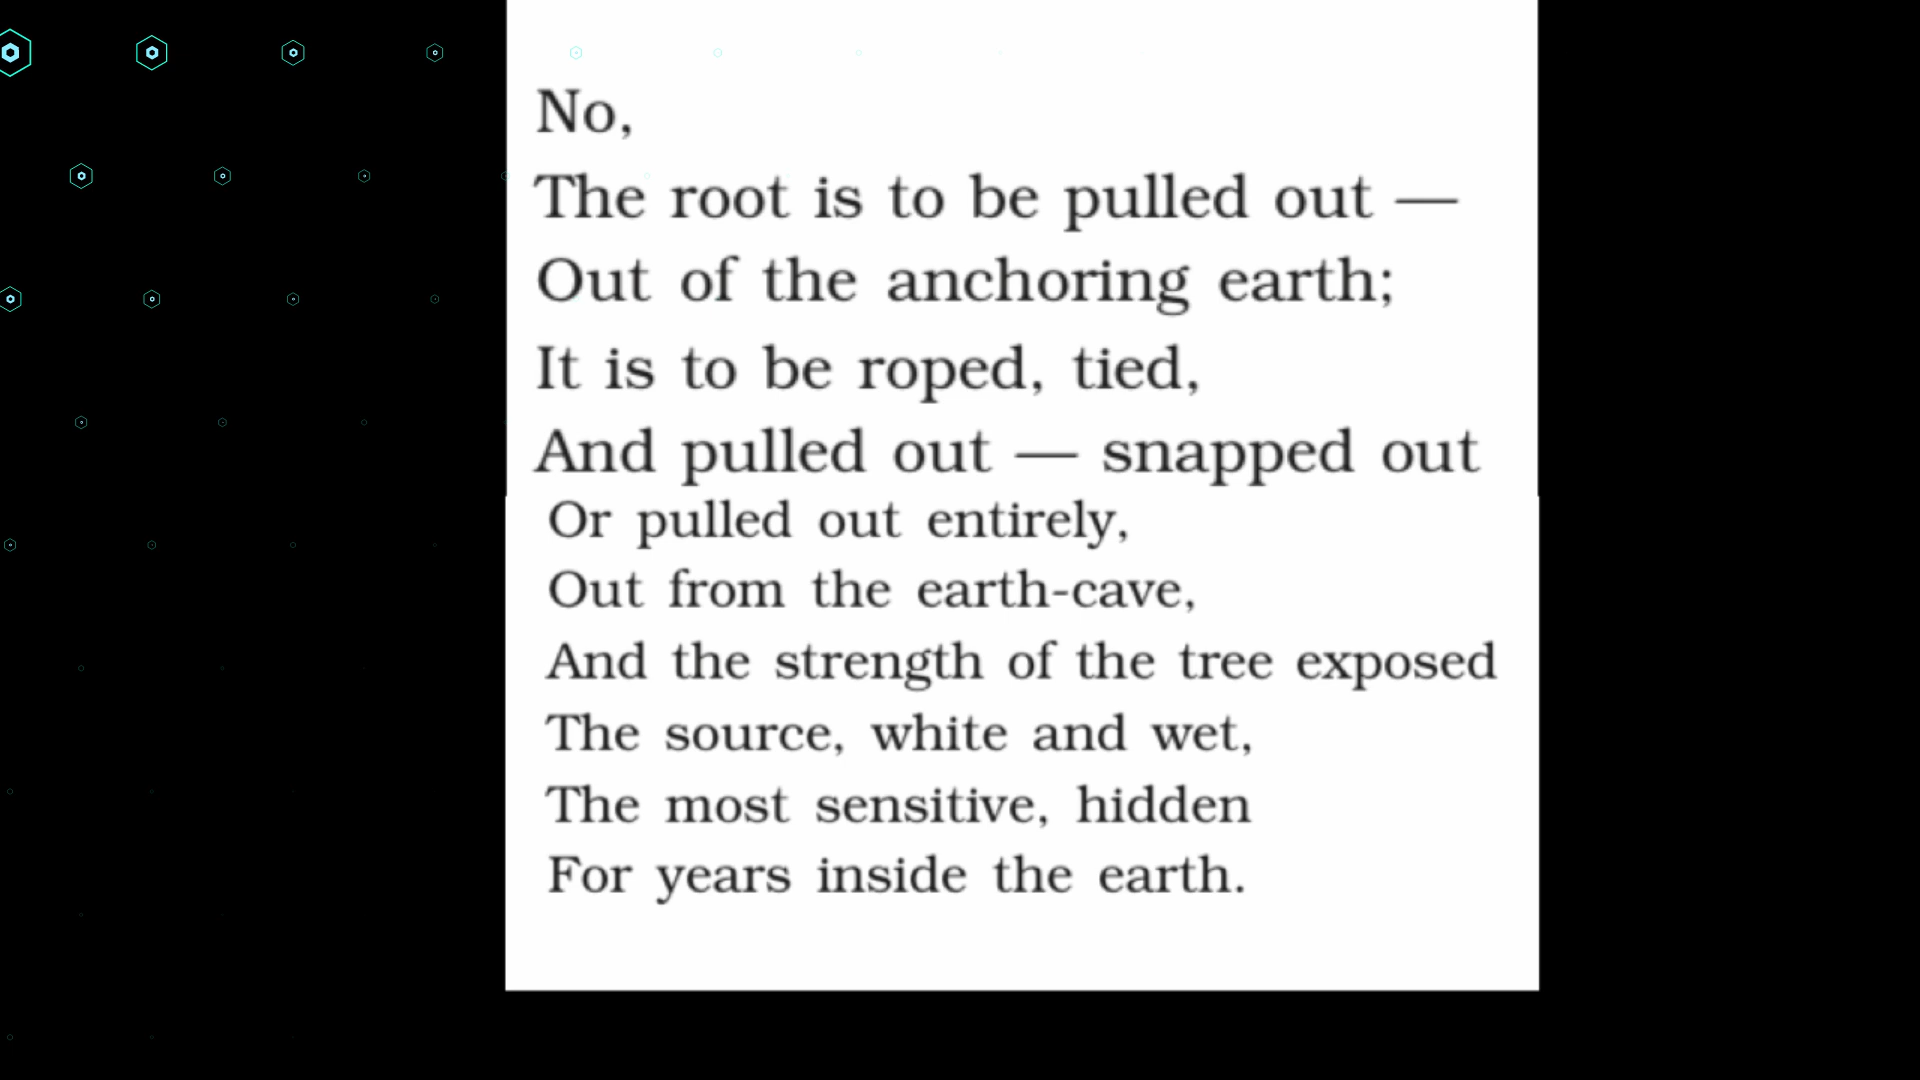 No,
The root is to be pulled out —
Out of the anchoring earth;
It is to be roped, tied,
And pulled out — snapped out
Or pulled out entirely,
Out from the earth-cave,
And the strength of the tree exposed
The source, white and wet,
The most sensitive, hidden
For years inside the earth.